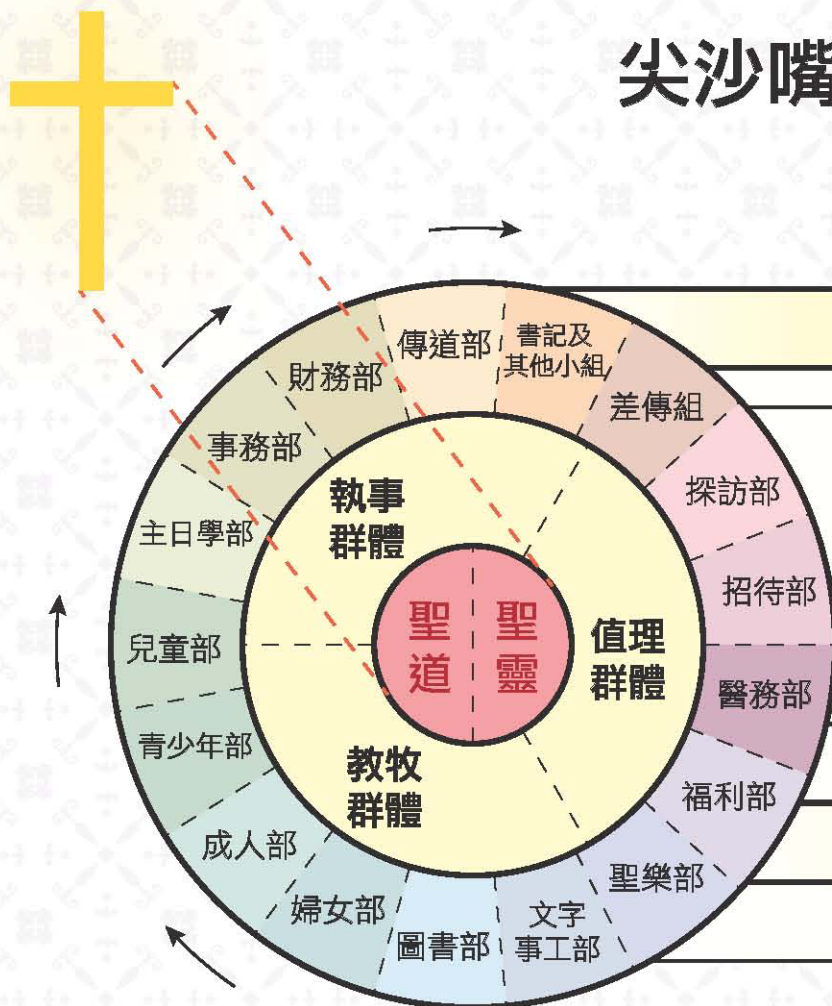 尖沙嘴
傳道部
書記及
其他小組
差傳組
探訪部
招待部
醫務部
福利部
聖樂部
文字
事工部
圖書部
婦女部
成人部
青少年部
兒童部
主日學部
事務部
財務部
執事
群體
值理
群體
教牧
群體
聖道
聖靈